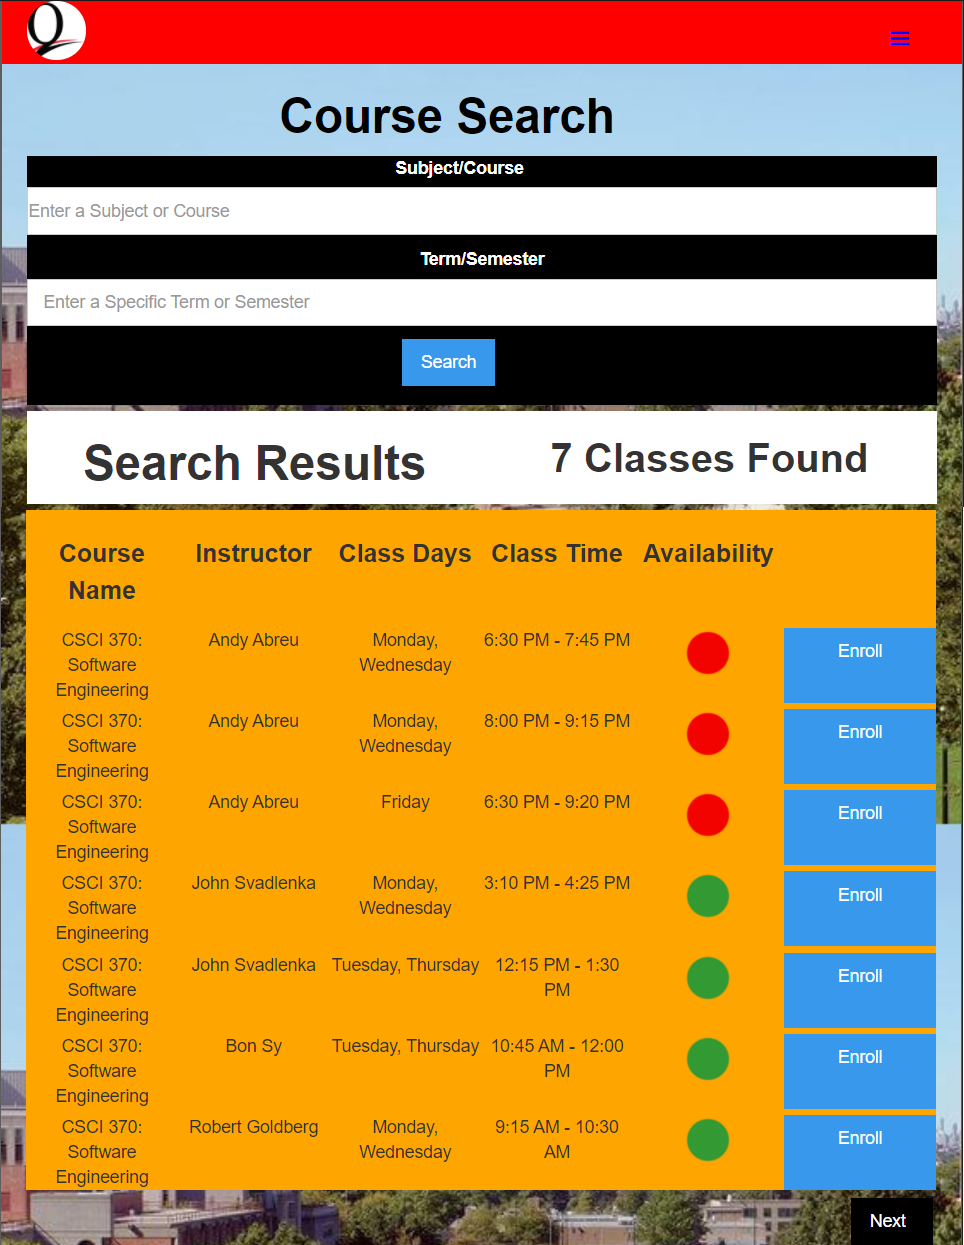 Q
Course Search
Subject/Course
Enter a Subject or Course
Term/Semester
Enter a Specific Term or Semester
Search
Search Results 7 Classes Found
Course Instructor Class Days Class Time Availability
Name
CSCI 370: Andy Abreu Monday, 6:30 PM - 7:45 PM Enroll
Software Wednesday
Engineering
CSCI 370: Andy Abreu Monday, 8:00 PM - 9:15 PM Enroll
Software Wednesday
Engineering
CSCI 370: Andy Abreu Friday 6:30 PM - 9:20 PM Enroll
Software
Engineering
CSCI 370: John Svadlenka Monday, 3:10 PM - 4:25 PM Enroll
Software Wednesday
Engineering
CSCI 370: John Svadlenka Tuesday, Thursday 12:15 PM - 1:30 Enroll
Software PM
Engineering
CSCI 370: Bon Sy Tuesday, Thursday 10:45 AM - 12:00 Enroll
Software PM
Engineering
CSCI 370: Robert Goldberg Monday, 9:15 AM - 10:30 Enroll
Software Wednesday AM
Engineering
Next